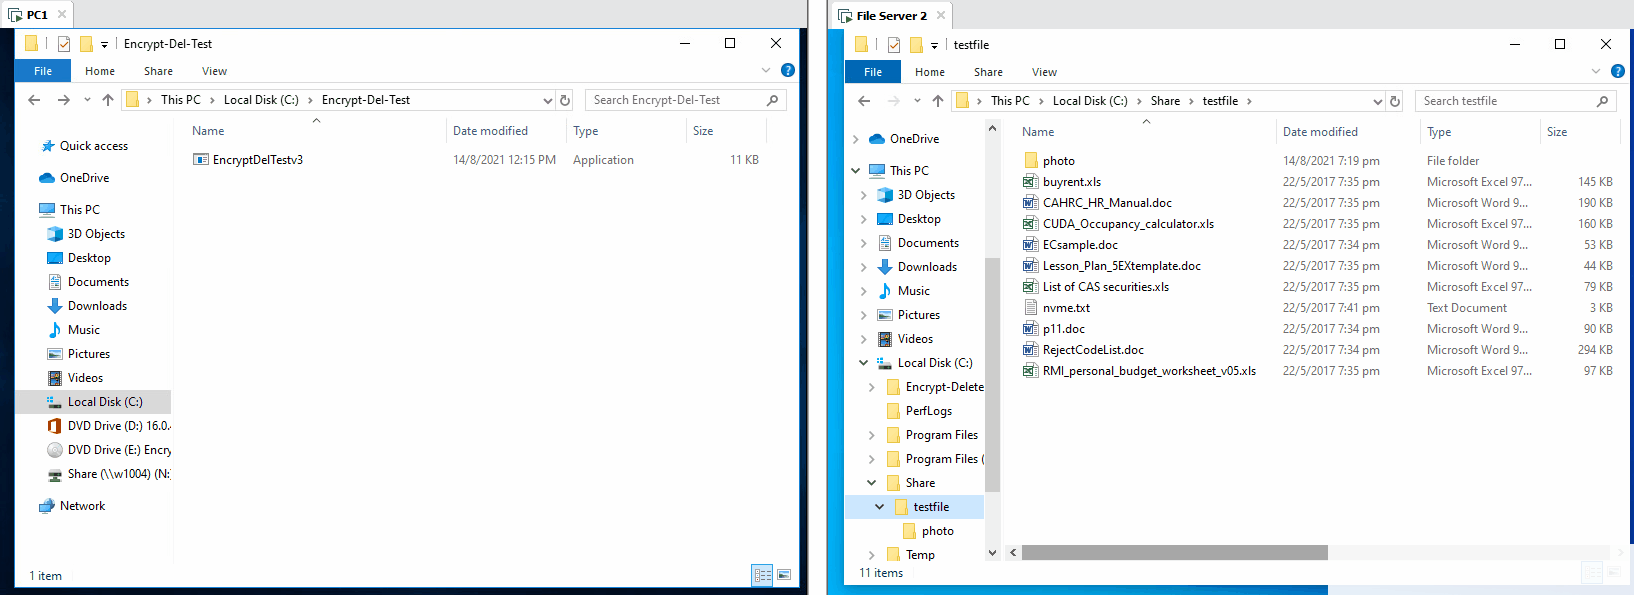 PC1
Encrypt-Del-Test
File Home Share View
This PC Local Disk (C:) Encrypt-Del-Test
Search Encrypt-Del-Test
Name Date modified Type Size
EncryptDelTestv3 14/8/2021 12:15 PM Application 11 KB
Quick access
OneDrive
This PC
3D Objects
Desktop
Documents
Downloads
Music
Pictures
Videos
Local Disk (C:)
DVD Drive (D:) 16.0.
DVD Drive (E:) Encry
Share (\\w1004) (N:
Network
1 item
File Server 2
testfile
File Home Share View
This PC Local Disk (C:) Share testfile
Search testfile
OneDrive
This PC
3D Objects
Desktop
Documents
Downloads
Music
Pictures
Videos
Local Disk (C:)
Encrypt-Delete
PerfLogs
Program Files
Program Files (
Share
testfile
photo
Temp
Name Date modified Type Size
photo 14/8/2021 7:19 pm File folder
buyrent.xls 22/5/2017 7:35 pm Microsoft Excel 97... 145 KB
CAHRC_HR_Manual.doc 22/5/2017 7:35 pm Microsoft Word 9... 190 KB
CUDA_Occupancy_calculator.xls 22/5/2017 7:35 pm Microsoft Excel 97... 160 KB
ECsample.doc 22/5/2017 7:34 pm Microsoft Word 9... 53 KB
Lesson_Plan_5EXtemplate.doc 22/5/2017 7:35 pm Microsoft Word 9... 44 KB
List of CAS securities.xls 22/5/2017 7:35 pm Microsoft Excel 97... 79 KB
nvme.txt 22/5/2017 7:41 pm Text Document 3 KB
p11.doc 22/5/2017 7:34 pm Microsoft Word 9... 90 KB
RejectCodeList.doc 22/5/2017 7:34 pm Microsoft Word 9... 294 KB
RMI_personal_budget_worksheet_v05.xls 22/5/2017 7:35 pm Microsoft Excel 97... 97 KB
11 items